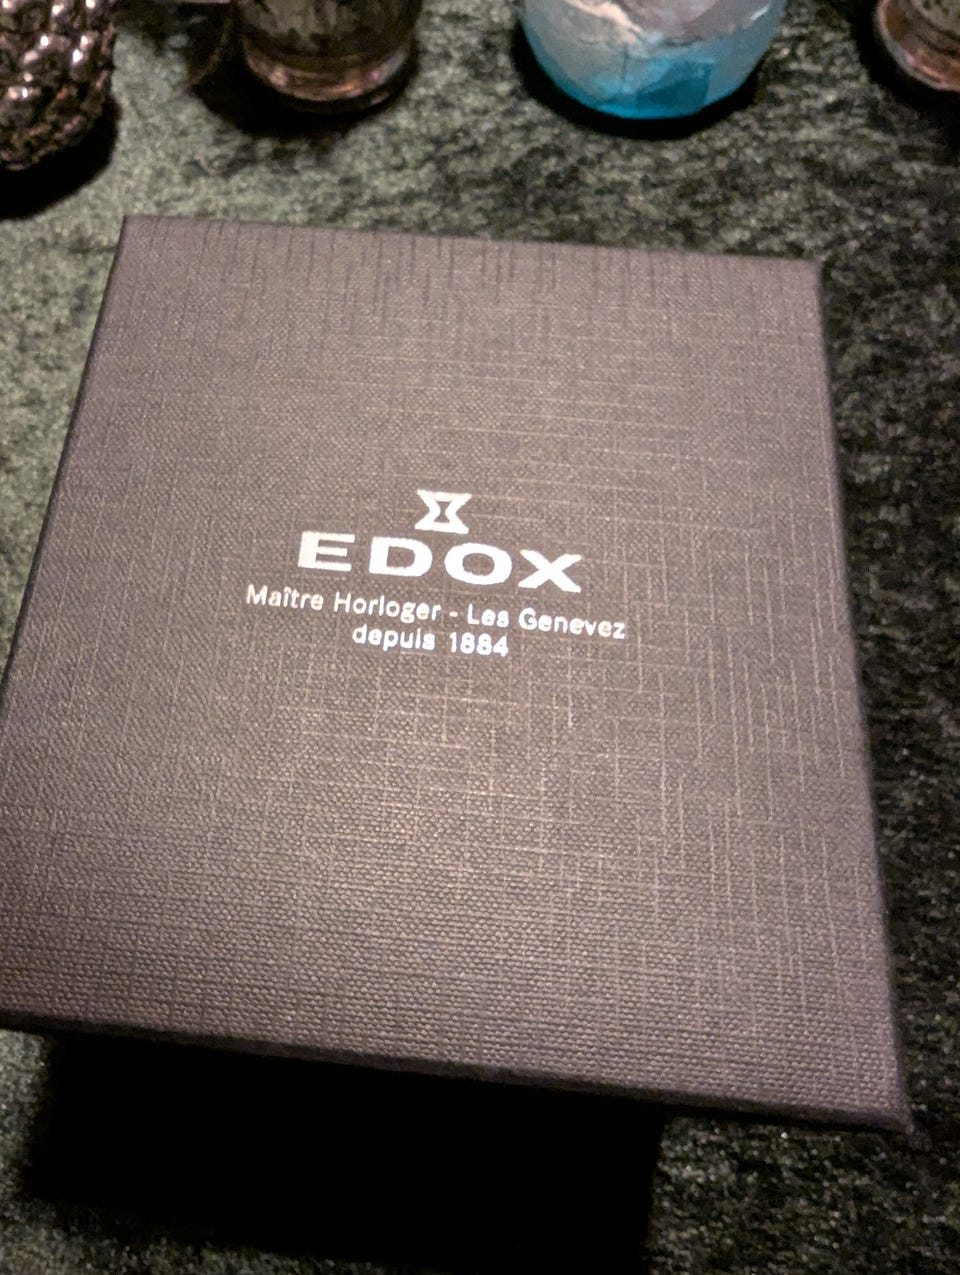 EDOX
Maître Horloger - Les Genevez
depuis 1884